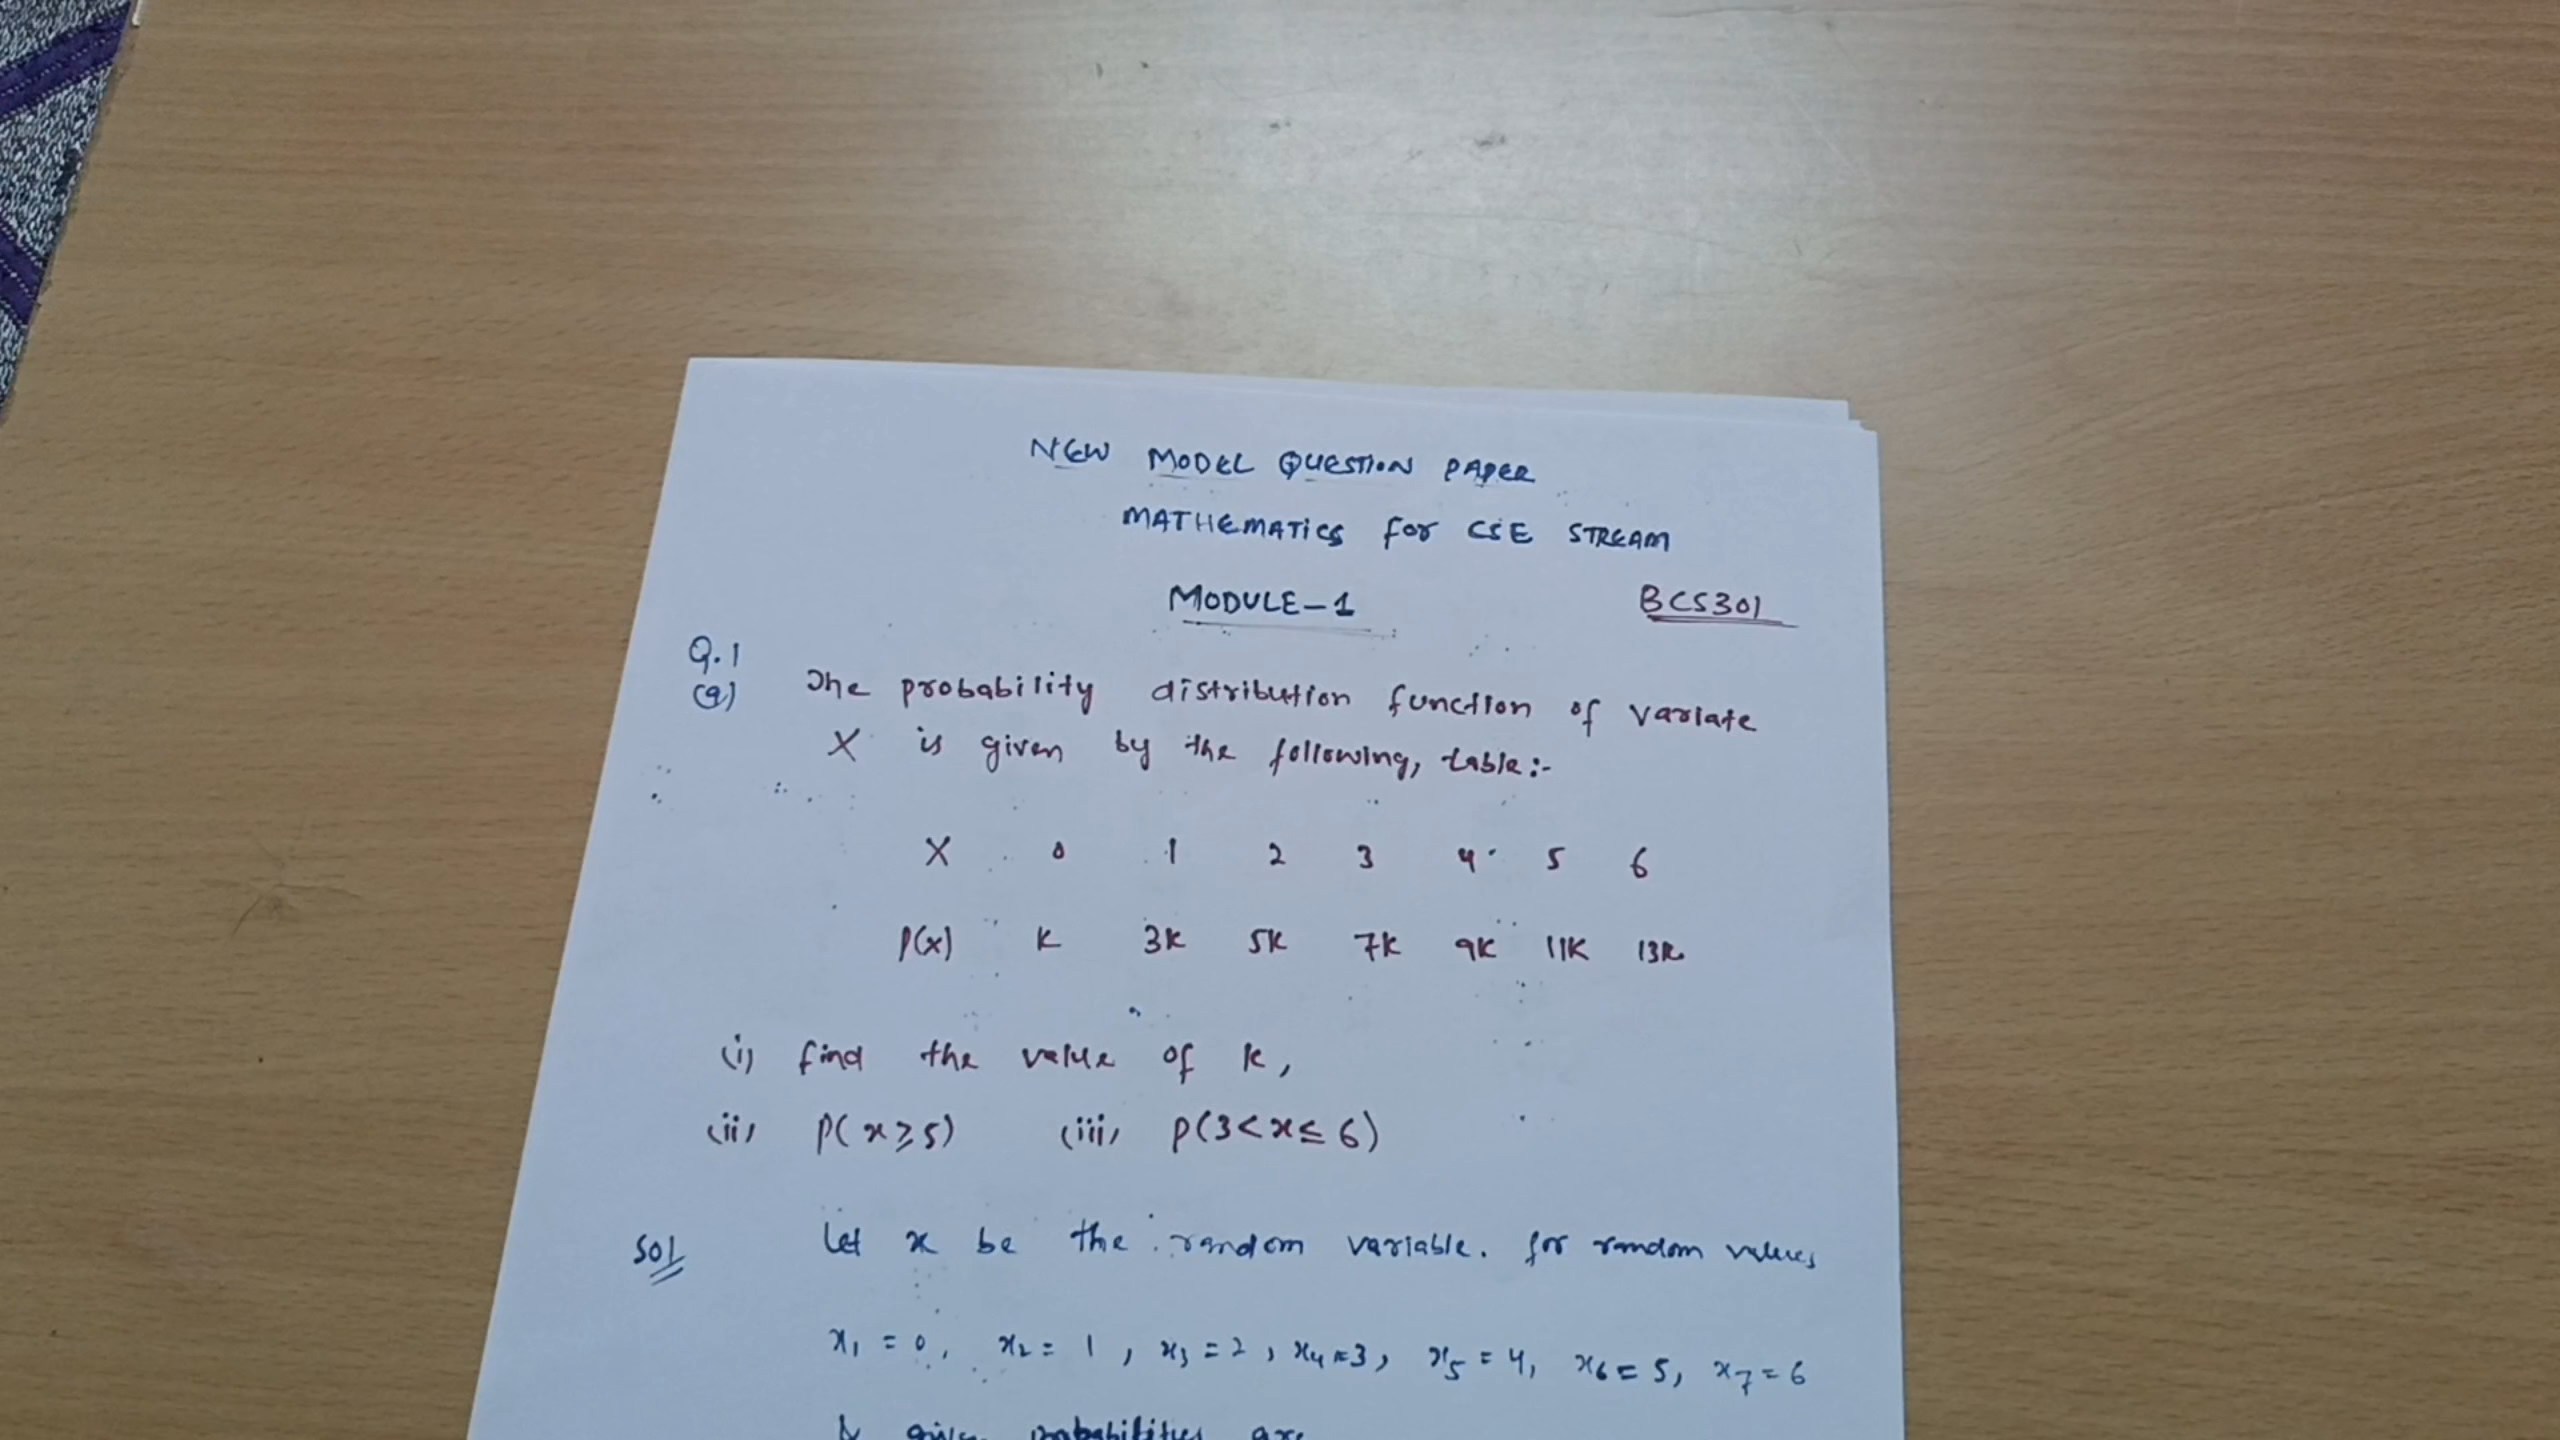 NEW MODEL QUESTION PAPER
MATHEMATICS for CSE STREAM
MODULE-1 BCS301
Q.1
(a) The probability distribution function of variate
X is given by the following, table:-
X 0 1 2 3 4 5 6
P(x) K 3K 5K 7K 9K 11K 13K
(i) find the value of k,
(ii) P(x≥5) (iii) P(3<x≤6)
Sol Let x be the random variable. for random values
x₁ = 0, x₂ = 1, x₃ = 2, x₄ = 3, x₅ = 4, x₆ = 5, x₇ = 6
& given probabilities are